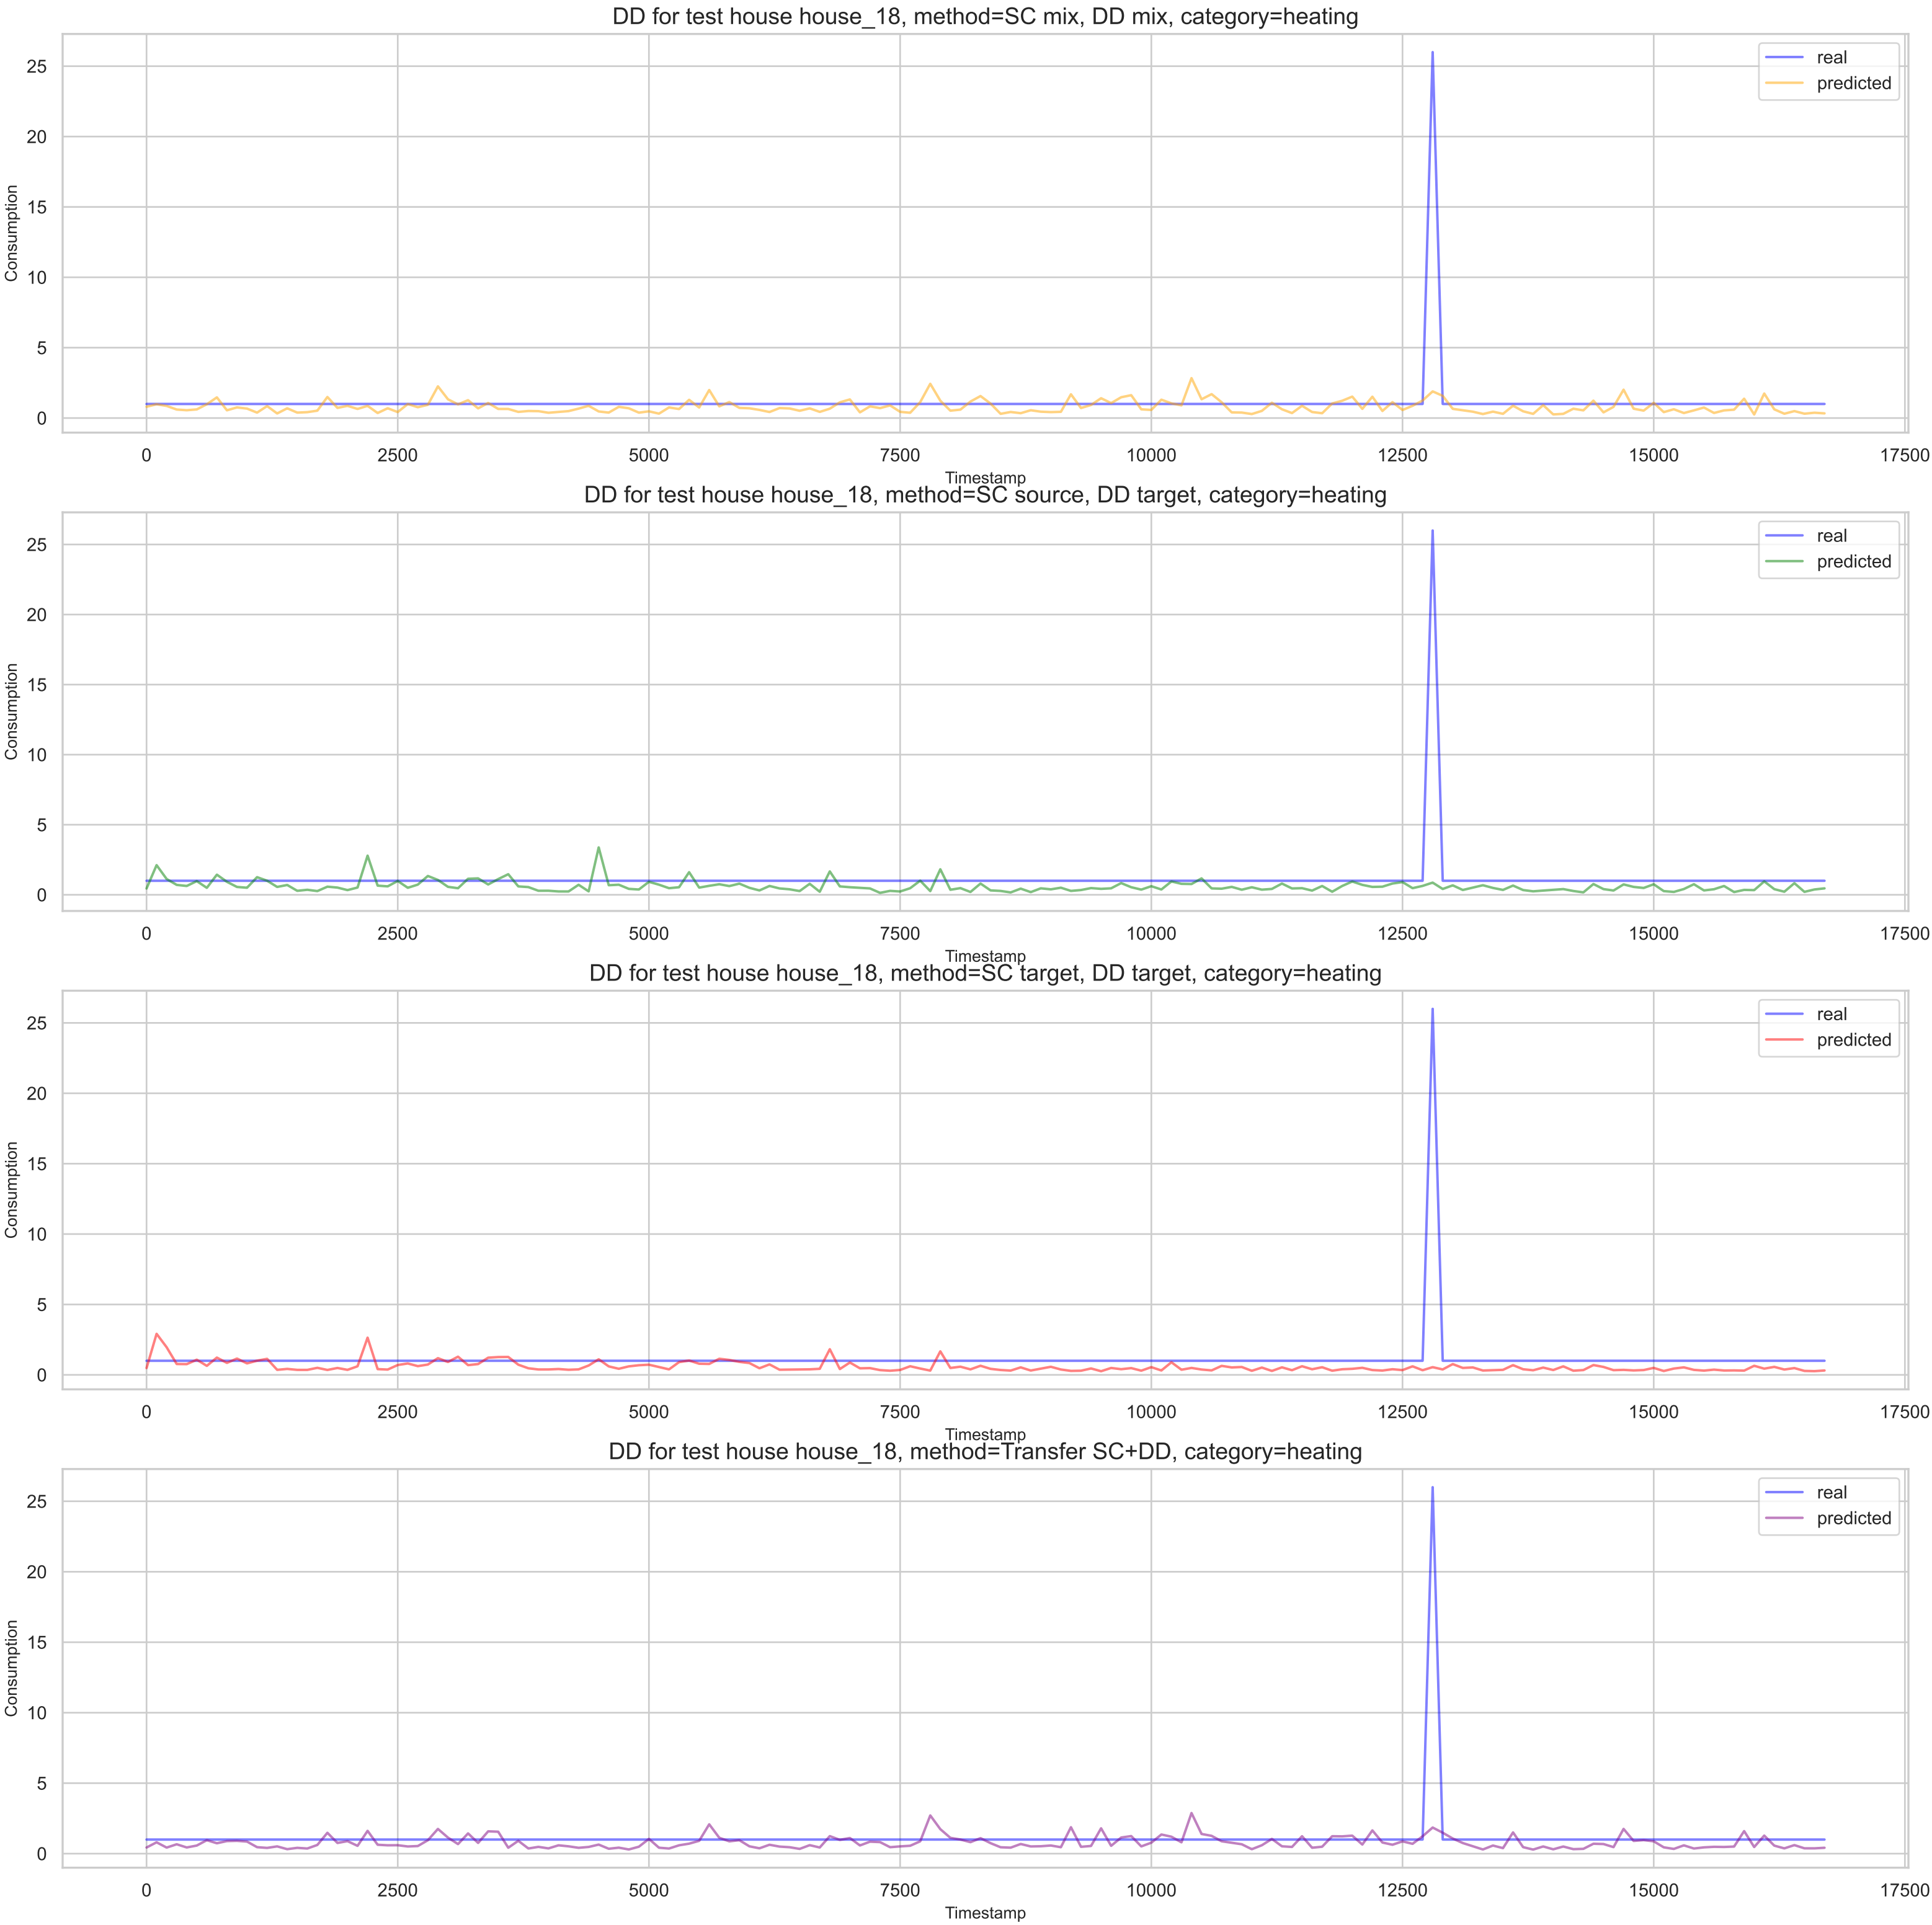 DD for test house house_18, method=SC mix, DD mix, category=heating
25
20
15
10
5
0
Consumption
real
predicted
0 2500 5000 7500 10000 12500 15000 17500
Timestamp
DD for test house house_18, method=SC source, DD target, category=heating
25
20
15
10
5
0
Consumption
real
predicted
0 2500 5000 7500 10000 12500 15000 17500
Timestamp
DD for test house house_18, method=SC target, DD target, category=heating
25
20
15
10
5
0
Consumption
real
predicted
0 2500 5000 7500 10000 12500 15000 17500
Timestamp
DD for test house house_18, method=Transfer SC+DD, category=heating
25
20
15
10
5
0
Consumption
real
predicted
0 2500 5000 7500 10000 12500 15000 17500
Timestamp